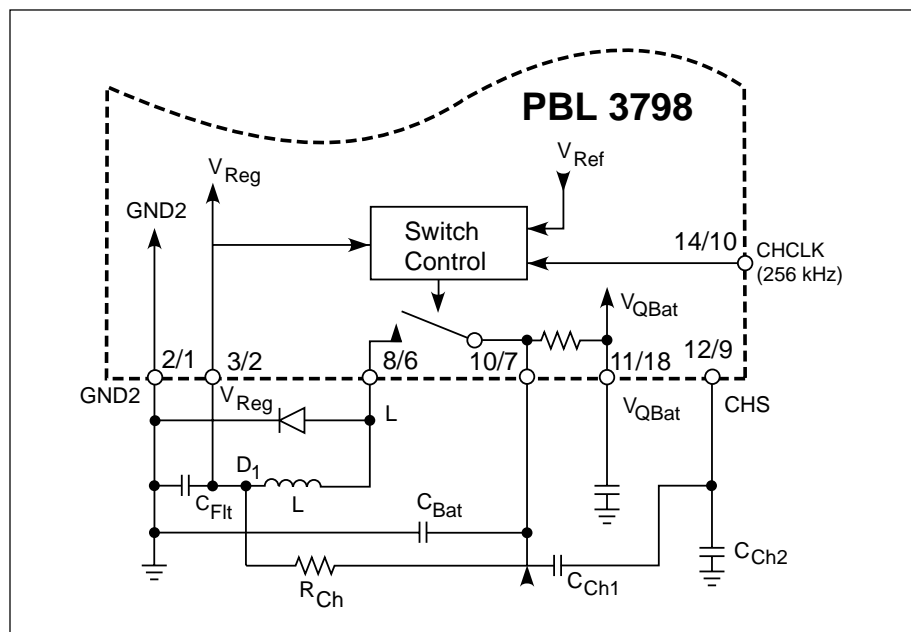 PBL 3798
V Ref
V Reg
GND2
Switch
Control
14/10
CHCLK
(256 kHz)
V QBat
2/1
3/2
8/6
10/7
11/18
12/9
GND2
V Reg
L
V QBat
CHS
D1
C Flt
L
C Bat
C Ch2
R Ch
C Ch1